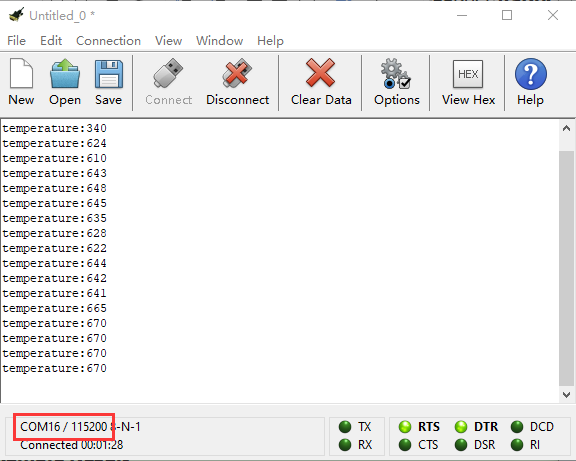 Untitled_0 *
File Edit Connection View Window Help
New Open Save Connect Disconnect Clear Data Options HEX View Hex ? Help
temperature:340
temperature:624
temperature:610
temperature:643
temperature:648
temperature:645
temperature:635
temperature:628
temperature:622
temperature:644
temperature:642
temperature:641
temperature:665
temperature:670
temperature:670
temperature:670
temperature:670
COM16 / 115200 8-N-1
Connected 00:01:28
TX RTS DTR DCD
RX CTS DSR RI